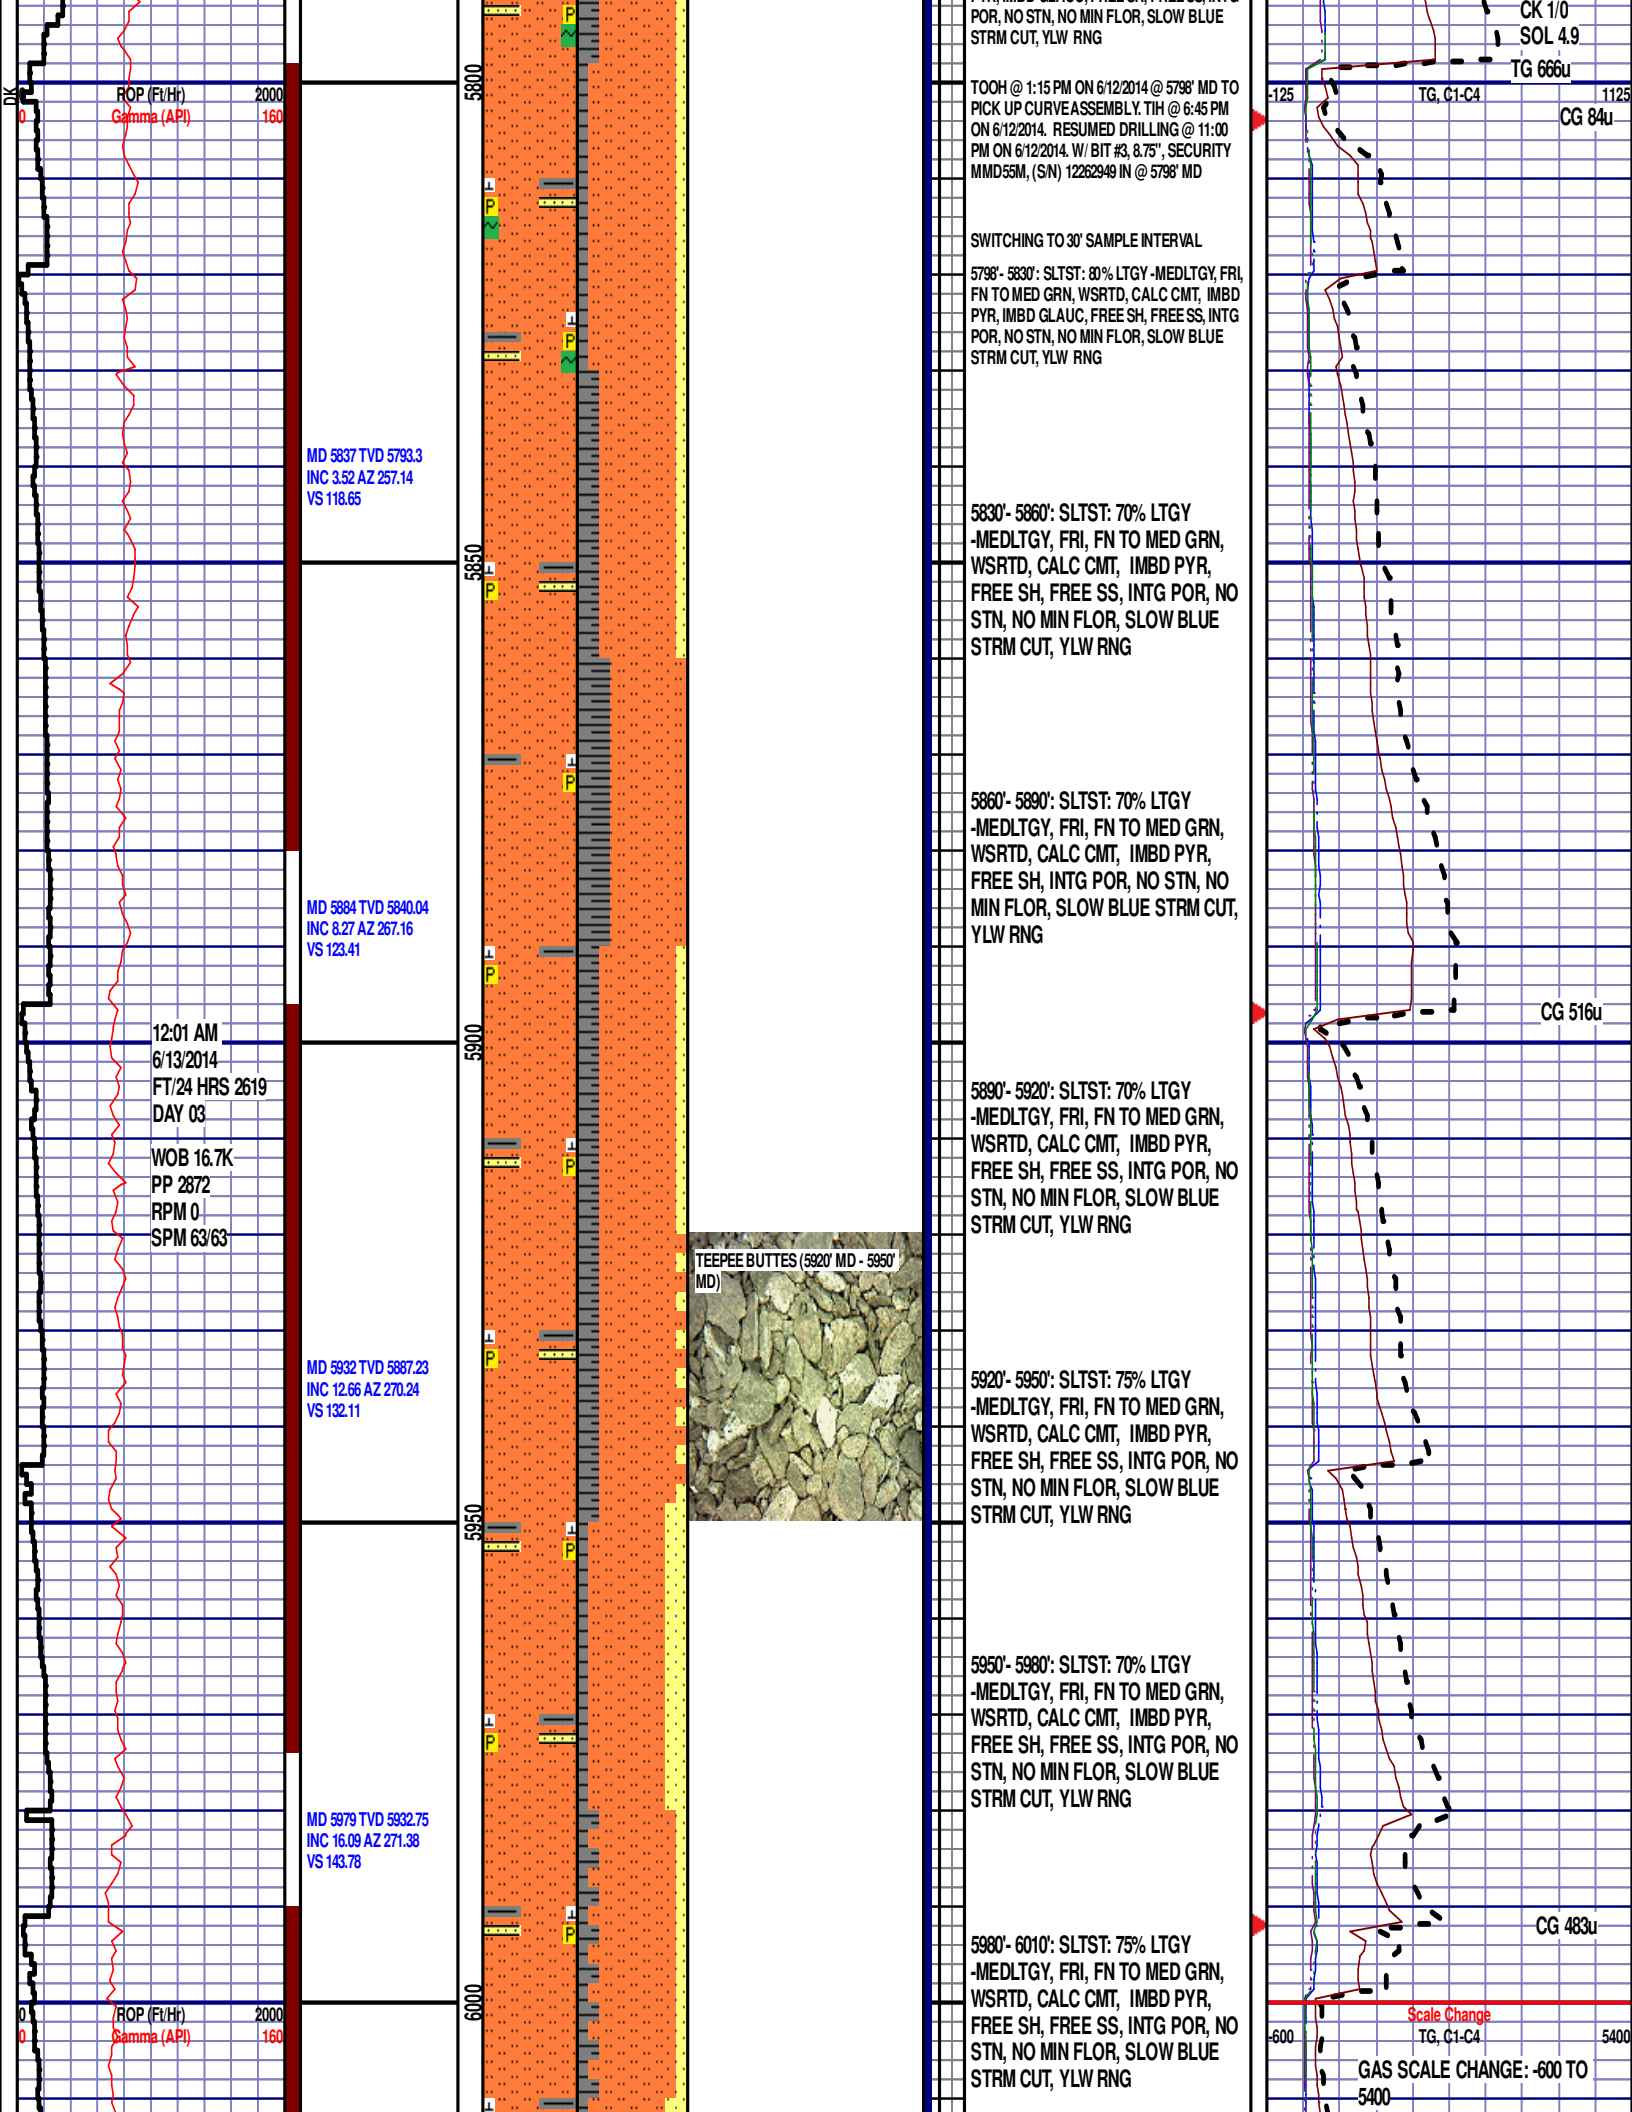 POR, NO STN, NO MIN FLOR, SLOW BLUE
STRM CUT, YLW RNG
CK 1/0
SOL 4.9
TG 666u
DK
ROP (Ft/Hr)
2000
0
Gamma (API)
160
5800
TOOH @ 1:15 PM ON 6/12/2014 @ 5798' MD TO
PICK UP CURVE ASSEMBLY. TIH @ 6:45 PM
ON 6/12/2014. RESUMED DRILLING @ 11:00
PM ON 6/12/2014. W/ BIT #3, 8.75", SECURITY
MMD55M, (S/N) 12262949 IN @ 5798' MD
-125
TG, C1-C4
1125
CG 84u
SWITCHING TO 30' SAMPLE INTERVAL
5798'- 5830': SLTST: 80% LTGY -MEDLTGY, FRI,
FN TO MED GRN, WSRTD, CALC CMT, IMBD
PYR, IMBD GLAUC, FREE SH, FREE SS, INTG
POR, NO STN, NO MIN FLOR, SLOW BLUE
STRM CUT, YLW RNG
P
P
P
MD 5837 TVD 5793.3
INC 3.52 AZ 257.14
VS 118.65
5850
P
5830'- 5860': SLTST: 70% LTGY
-MEDLTGY, FRI, FN TO MED GRN,
WSRTD, CALC CMT, IMBD PYR,
FREE SH, FREE SS, INTG POR, NO
STN, NO MIN FLOR, SLOW BLUE
STRM CUT, YLW RNG
P
5860'- 5890': SLTST: 70% LTGY
-MEDLTGY, FRI, FN TO MED GRN,
WSRTD, CALC CMT, IMBD PYR,
FREE SH, INTG POR, NO STN, NO
MIN FLOR, SLOW BLUE STRM CUT,
YLW RNG
MD 5884 TVD 5840.04
INC 8.27 AZ 267.16
VS 123.41
P
CG 516u
12:01 AM
6/13/2014
FT/24 HRS 2619
DAY 03
WOB 16.7K
PP 2872
RPM 0
SPM 63/63
5900
P
5890'- 5920': SLTST: 70% LTGY
-MEDLTGY, FRI, FN TO MED GRN,
WSRTD, CALC CMT, IMBD PYR,
FREE SH, FREE SS, INTG POR, NO
STN, NO MIN FLOR, SLOW BLUE
STRM CUT, YLW RNG
TEEPEE BUTTES (5920' MD - 5950'
MD)
P
MD 5932 TVD 5887.23
INC 12.66 AZ 270.24
VS 132.11
5920'- 5950': SLTST: 75% LTGY
-MEDLTGY, FRI, FN TO MED GRN,
WSRTD, CALC CMT, IMBD PYR,
FREE SH, FREE SS, INTG POR, NO
STN, NO MIN FLOR, SLOW BLUE
STRM CUT, YLW RNG
5950
P
5950'- 5980': SLTST: 70% LTGY
-MEDLTGY, FRI, FN TO MED GRN,
WSRTD, CALC CMT, IMBD PYR,
FREE SH, FREE SS, INTG POR, NO
STN, NO MIN FLOR, SLOW BLUE
STRM CUT, YLW RNG
P
MD 5979 TVD 5932.75
INC 16.09 AZ 271.38
VS 143.78
P
CG 483u
5980'- 6010': SLTST: 75% LTGY
-MEDLTGY, FRI, FN TO MED GRN,
WSRTD, CALC CMT, IMBD PYR,
FREE SH, FREE SS, INTG POR, NO
STN, NO MIN FLOR, SLOW BLUE
STRM CUT, YLW RNG
6000
0
ROP (Ft/Hr)
2000
0
Gamma (API)
160
Scale Change
-600
TG, C1-C4
5400
GAS SCALE CHANGE: -600 TO
5400